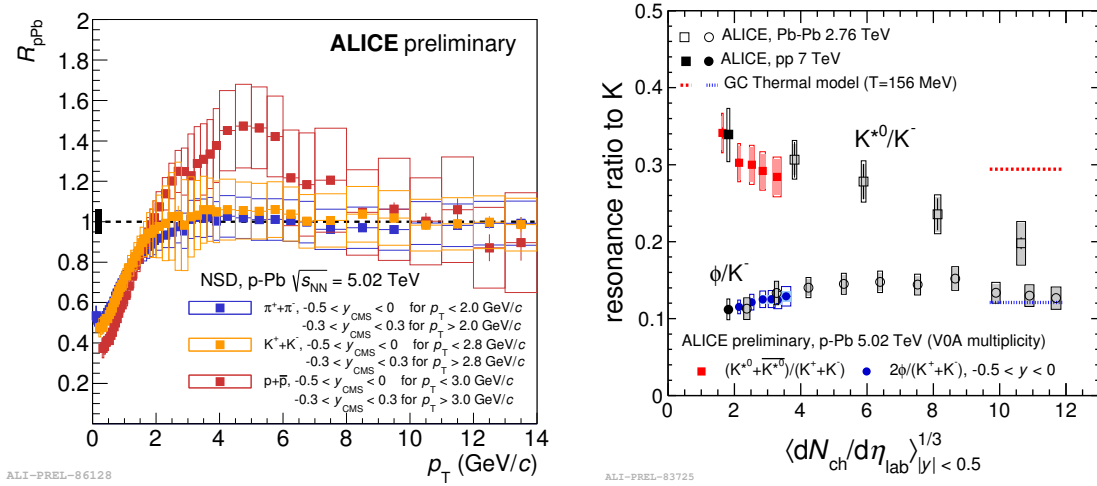 R_pPb
2
1.8
1.6
1.4
1.2
1
0.8
0.6
0.4
0.2
ALICE preliminary
NSD, p-Pb √s_NN = 5.02 TeV
π⁺+π⁻, -0.5 < y_CMS < 0 for p_T < 2.0 GeV/c
-0.3 < y_CMS < 0.3 for p_T > 2.0 GeV/c
K⁺+K⁻, -0.5 < y_CMS < 0 for p_T < 2.8 GeV/c
-0.3 < y_CMS < 0.3 for p_T > 2.8 GeV/c
p+p̅, -0.5 < y_CMS < 0 for p_T < 3.0 GeV/c
-0.3 < y_CMS < 0.3 for p_T > 3.0 GeV/c
0 2 4 6 8 10 12 14
p_T (GeV/c)
ALI-PREL-86128
resonance ratio to K
0.5
0.4
0.3
0.2
0.1
0
ALICE, Pb-Pb 2.76 TeV
ALICE, pp 7 TeV
GC Thermal model (T=156 MeV)
K*⁰/K⁻
ϕ/K⁻
ALICE preliminary, p-Pb 5.02 TeV (V0A multiplicity)
(K*⁰+K̅*̅⁰̅)/(K⁺+K⁻) 2ϕ/(K⁺+K⁻), -0.5 < y < 0
2 4 6 8 10 12
⟨dN_ch/dη_lab⟩^1/3_|y| < 0.5
ALI-PREL-83725